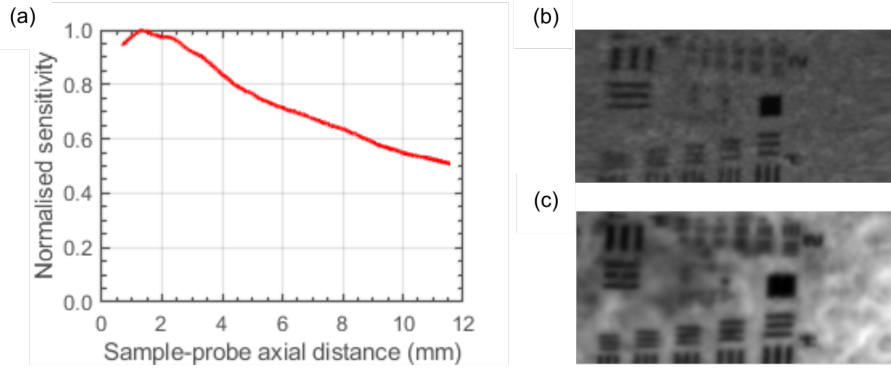 (a)
1.0
0.8
0.6
0.4
0.2
0.0
Normalised sensitivity
0 2 4 6 8 10 12
Sample-probe axial distance (mm)
(b)
(c)